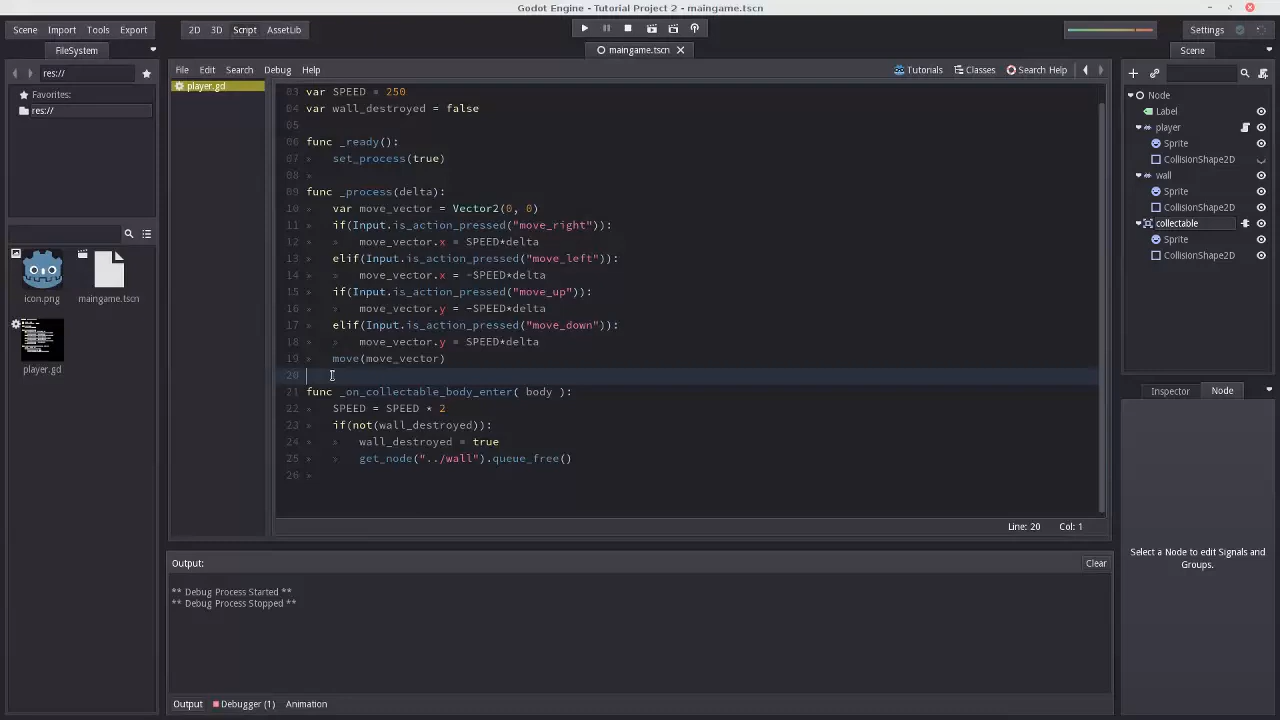 Godot Engine - Tutorial Project 2 - maingame.tscn
Scene Import Tools Export 2D 3D Script AssetLib Settings
FileSystem maingame.tscn Scene
res:// File Edit Search Debug Help Tutorials Classes Search Help
Favorites:
res://
player.gd
03 var SPEED = 250
04 var wall_destroyed = false
05
06 func _ready():
07 » set_process(true)
08 »
09 func _process(delta):
10 » var move_vector = Vector2(0, 0)
11 » if(Input.is_action_pressed("move_right")):
12 » » move_vector.x = SPEED*delta
13 » elif(Input.is_action_pressed("move_left")):
14 » » move_vector.x = -SPEED*delta
15 » if(Input.is_action_pressed("move_up")):
16 » » move_vector.y = -SPEED*delta
17 » elif(Input.is_action_pressed("move_down")):
18 » » move_vector.y = SPEED*delta
19 » move(move_vector)
20
21 func _on_collectable_body_enter( body ):
22 » SPEED = SPEED * 2
23 » if(not(wall_destroyed)):
24 » » wall_destroyed = true
25 » » get_node("../wall").queue_free()
26 »
Line: 20 Col: 1
icon.png maingame.tscn
player.gd
Output: Clear
** Debug Process Started **
** Debug Process Stopped **
Output Debugger (1) Animation
Node
Label
player
Sprite
CollisionShape2D
wall
Sprite
CollisionShape2D
collectable
Sprite
CollisionShape2D
Inspector Node
Select a Node to edit Signals and
Groups.